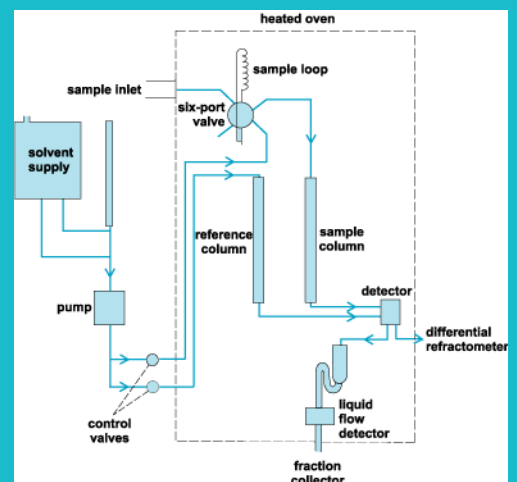 heated oven
sample loop
sample inlet
six-port
valve
solvent
supply
reference
column
sample
column
detector
pump
differential
refractometer
liquid
flow
detector
control
valves
fraction
collector